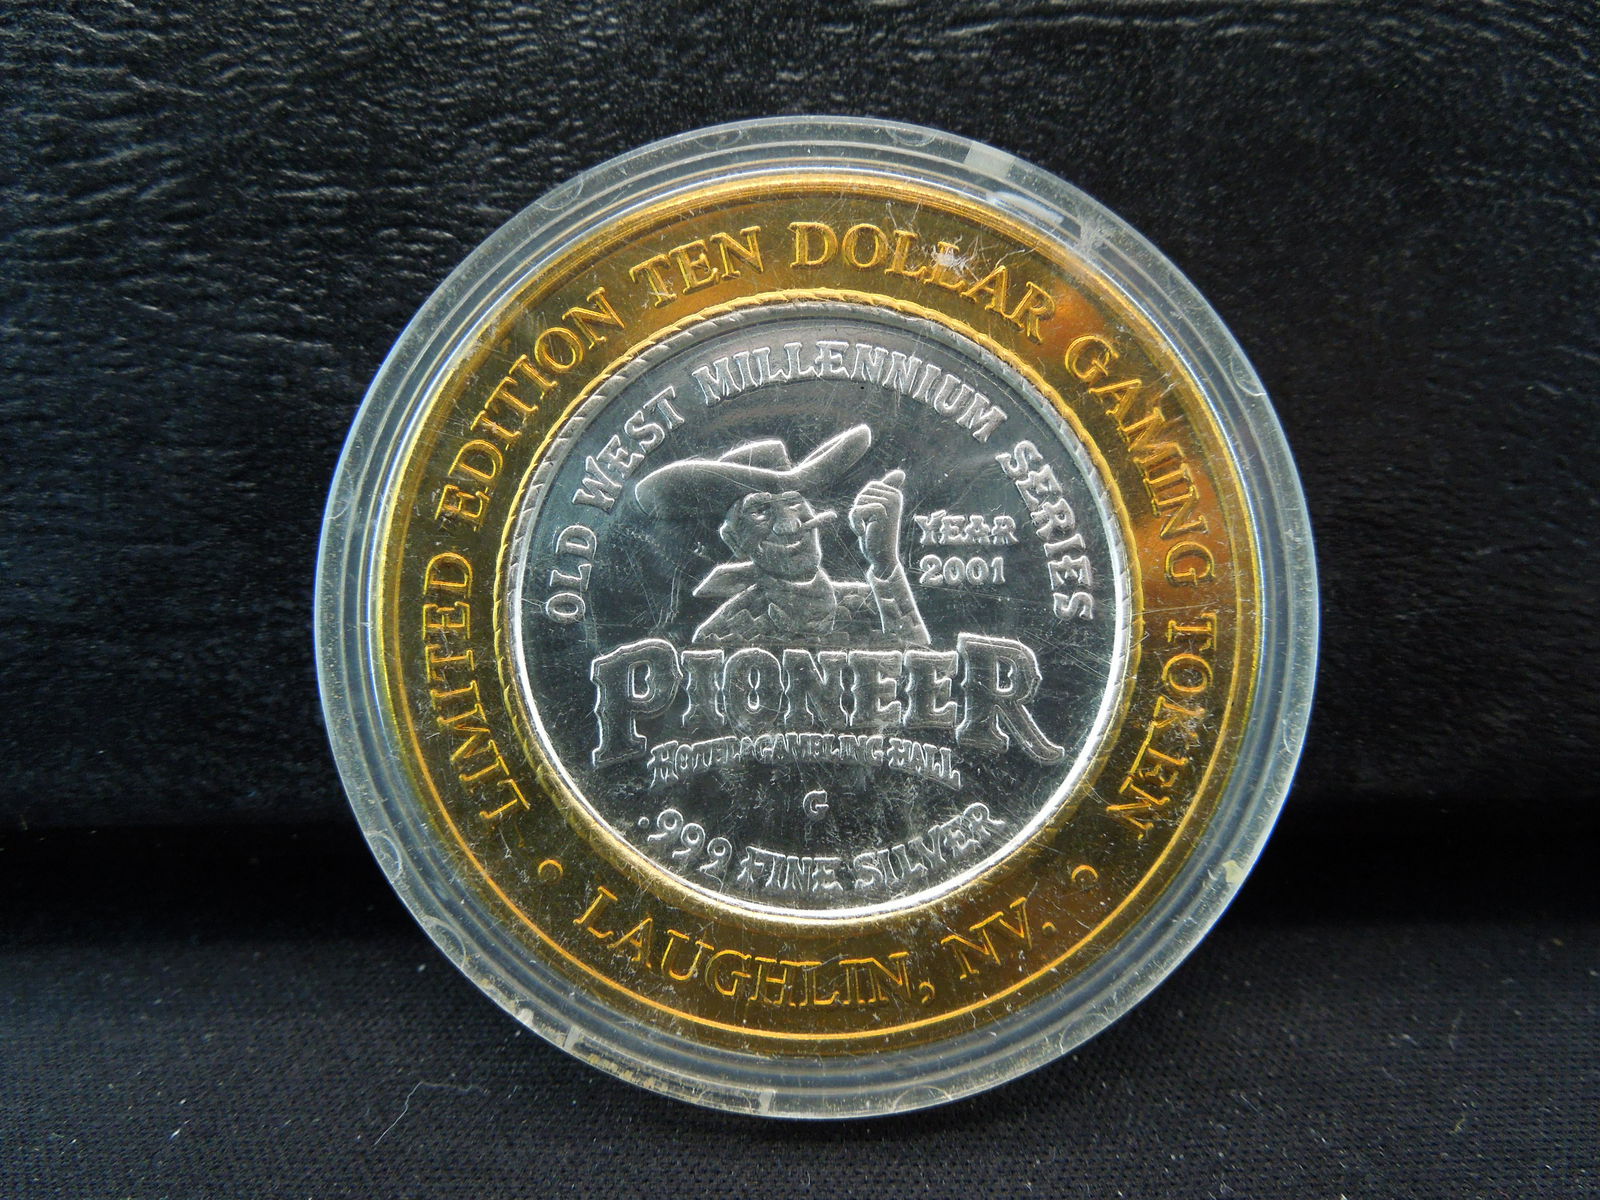 LIMITED EDITION TEN DOLLAR GAMING TOKEN
OLD WEST MILLENNIUM SERIES
YEAR
2001
PIONEER
HOTEL & GAMBLING HALL
G
.999 FINE SILVER
• LAUGHLIN, NV. •